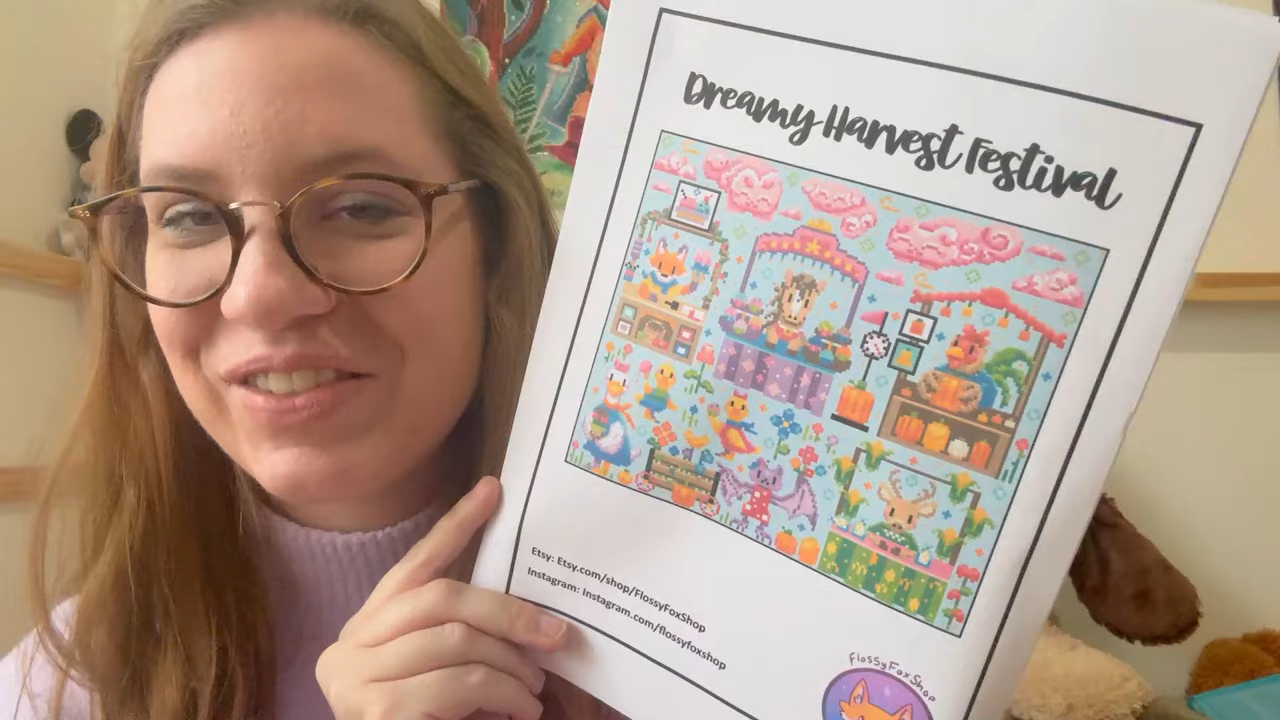 Dreamy Harvest Festival
Etsy: Etsy.com/shop/FlossyFoxShop
Instagram: Instagram.com/flossyfoxshop
FlossyFoxShop